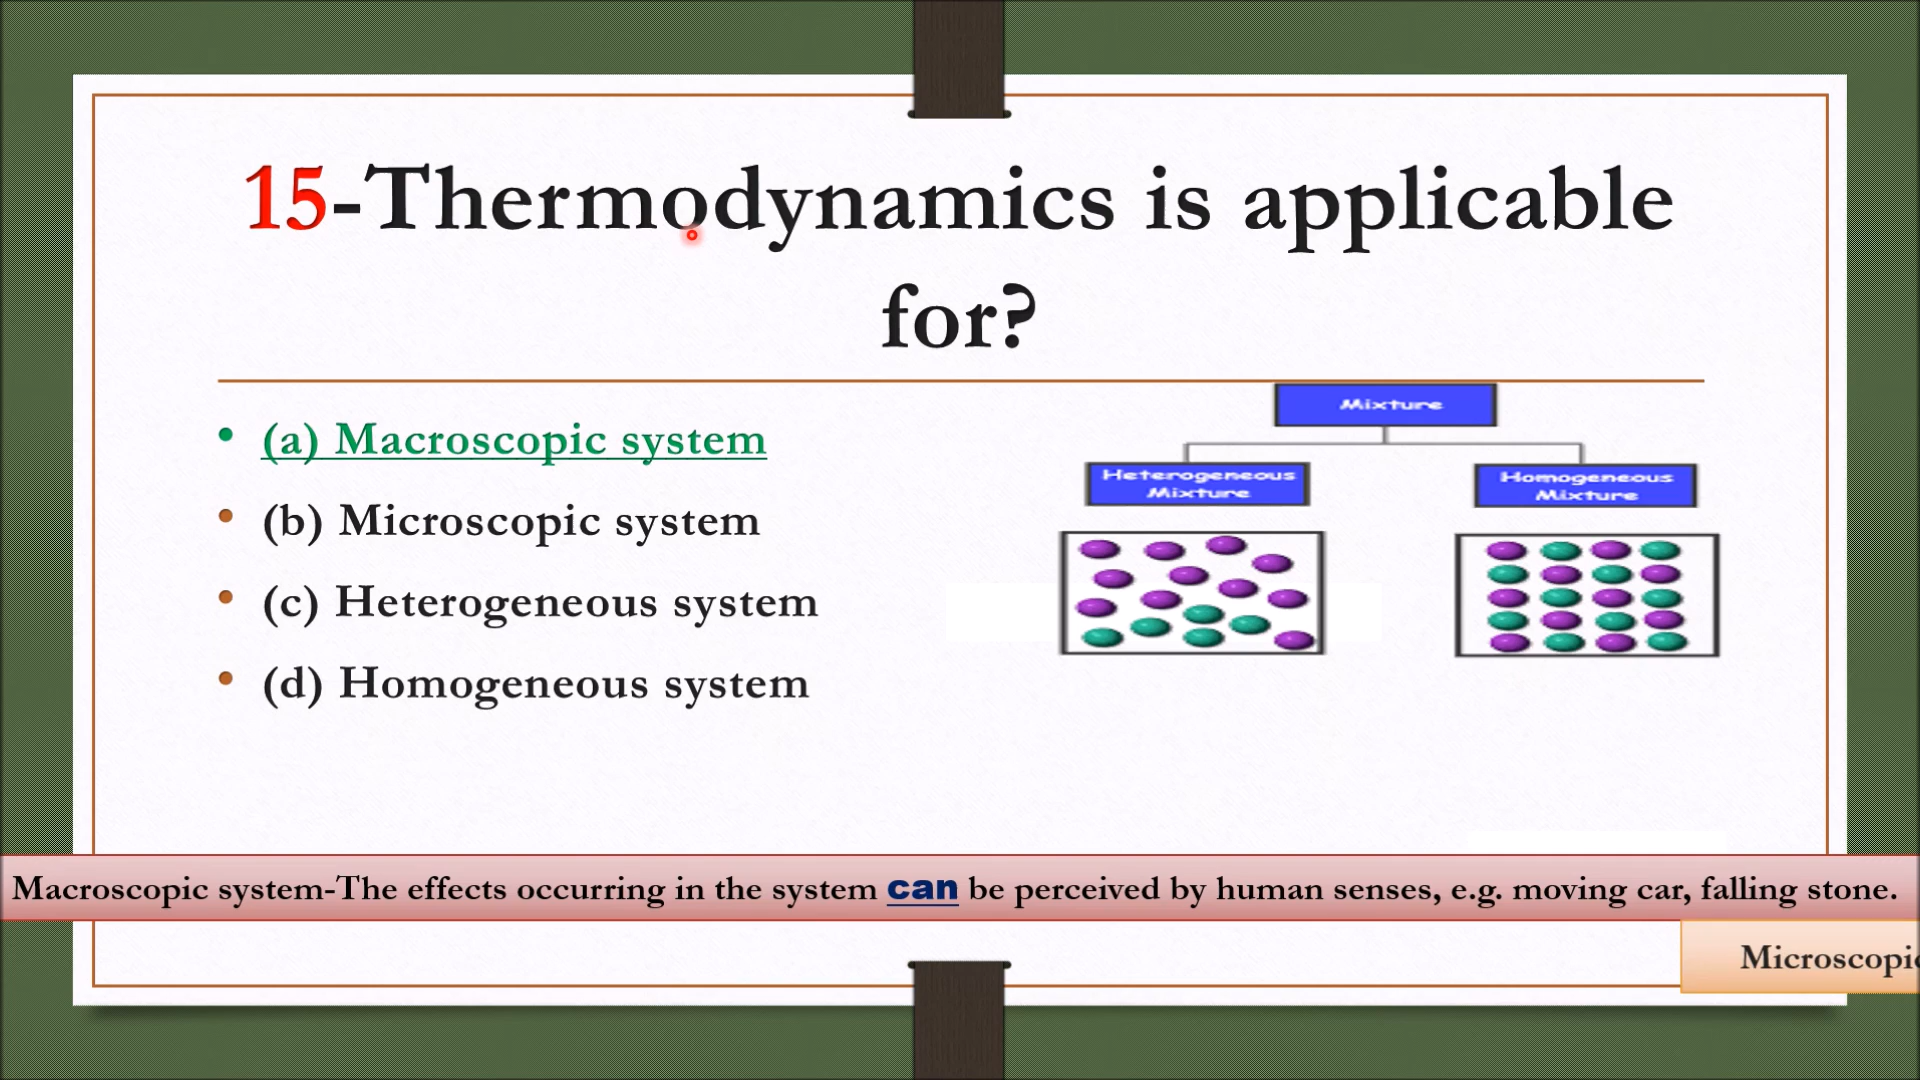 15-Thermodynamics is applicable
for?
• (a) Macroscopic system
• (b) Microscopic system
• (c) Heterogeneous system
• (d) Homogeneous system
Mixture
Heterogeneous
Mixture
Homogeneous
Mixture
Macroscopic system-The effects occurring in the system can be perceived by human senses, e.g. moving car, falling stone.